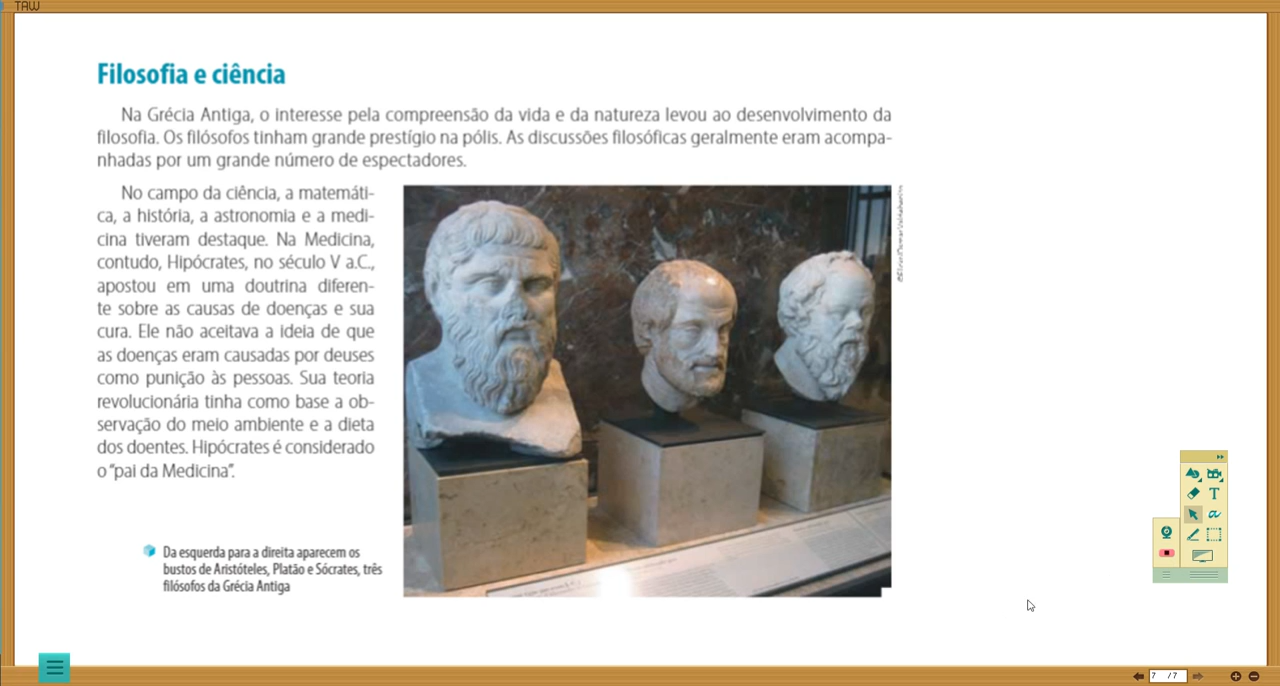 TAW
Filosofia e ciência
Na Grécia Antiga, o interesse pela compreensão da vida e da natureza levou ao desenvolvimento da
filosofia. Os filósofos tinham grande prestígio na pólis. As discussões filosóficas geralmente eram acompa-
nhadas por um grande número de espectadores.
No campo da ciência, a matemáti-
ca, a história, a astronomia e a medi-
cina tiveram destaque. Na Medicina,
contudo, Hipócrates, no século V a.C.,
apostou em uma doutrina diferen-
te sobre as causas de doenças e sua
cura. Ele não aceitava a ideia de que
as doenças eram causadas por deuses
como punição às pessoas. Sua teoria
revolucionária tinha como base a ob-
servação do meio ambiente e a dieta
dos doentes. Hipócrates é considerado
o "pai da Medicina".
Da esquerda para a direita aparecem os
bustos de Aristóteles, Platão e Sócrates, três
filósofos da Grécia Antiga
T
7 / 7